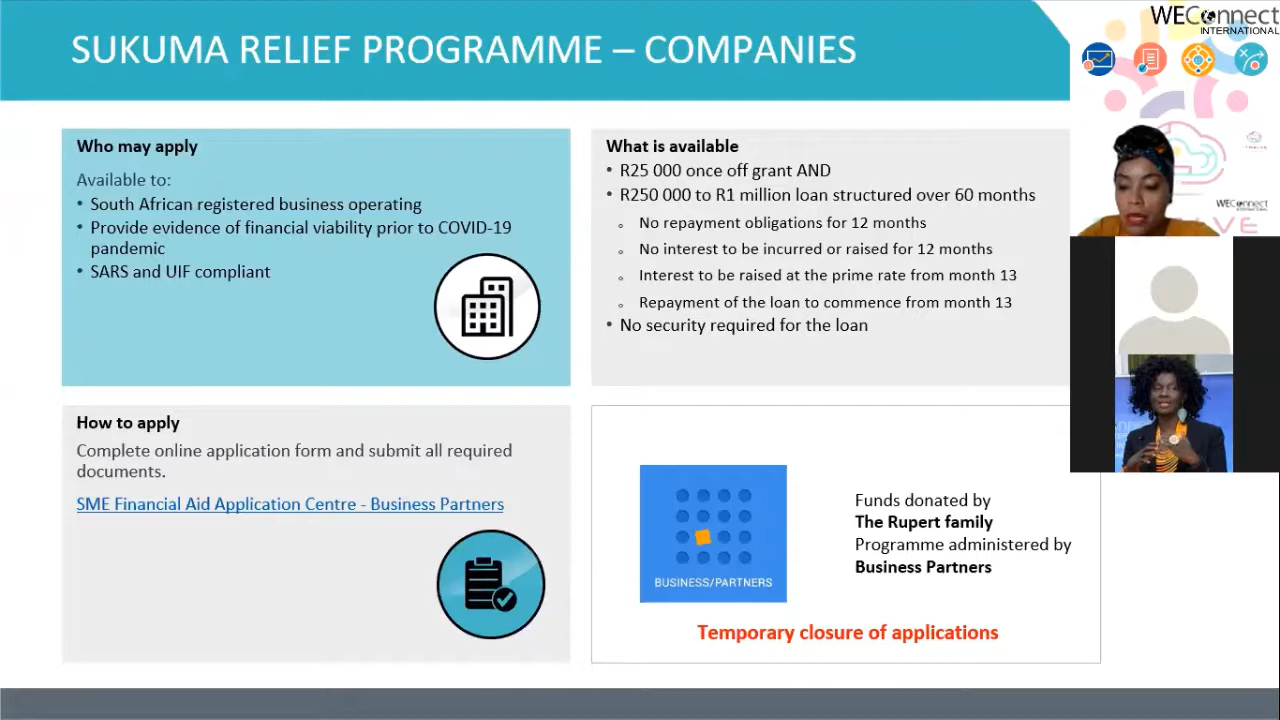 SUKUMA RELIEF PROGRAMME – COMPANIES
WEConnect
INTERNATIONAL
Who may apply
Available to:
• South African registered business operating
• Provide evidence of financial viability prior to COVID-19
pandemic
• SARS and UIF compliant
What is available
• R25 000 once off grant AND
• R250 000 to R1 million loan structured over 60 months
o No repayment obligations for 12 months
o No interest to be incurred or raised for 12 months
o Interest to be raised at the prime rate from month 13
o Repayment of the loan to commence from month 13
• No security required for the loan
WEConnect
How to apply
Complete online application form and submit all required
documents.
SME Financial Aid Application Centre - Business Partners
BUSINESS/PARTNERS
Funds donated by
The Rupert family
Programme administered by
Business Partners
Temporary closure of applications